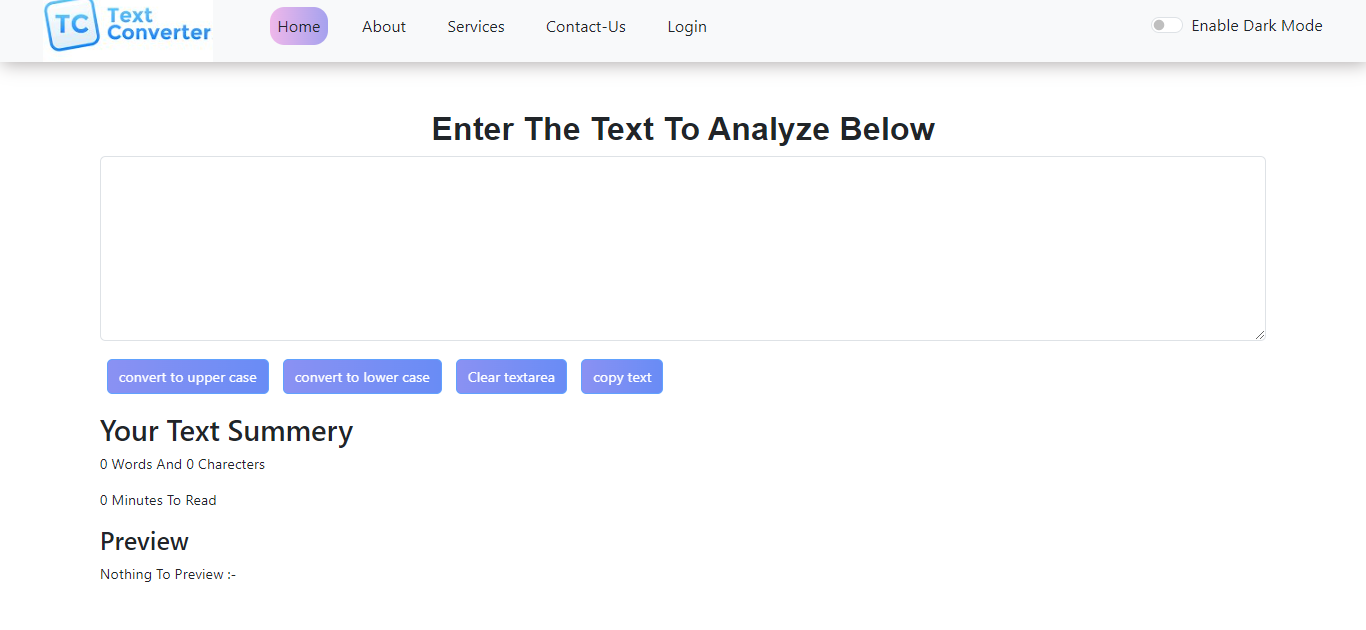 TC Text Converter
Home About Services Contact-Us Login Enable Dark Mode
Enter The Text To Analyze Below
convert to upper case convert to lower case Clear textarea copy text
Your Text Summery
0 Words And 0 Charecters
0 Minutes To Read
Preview
Nothing To Preview :-